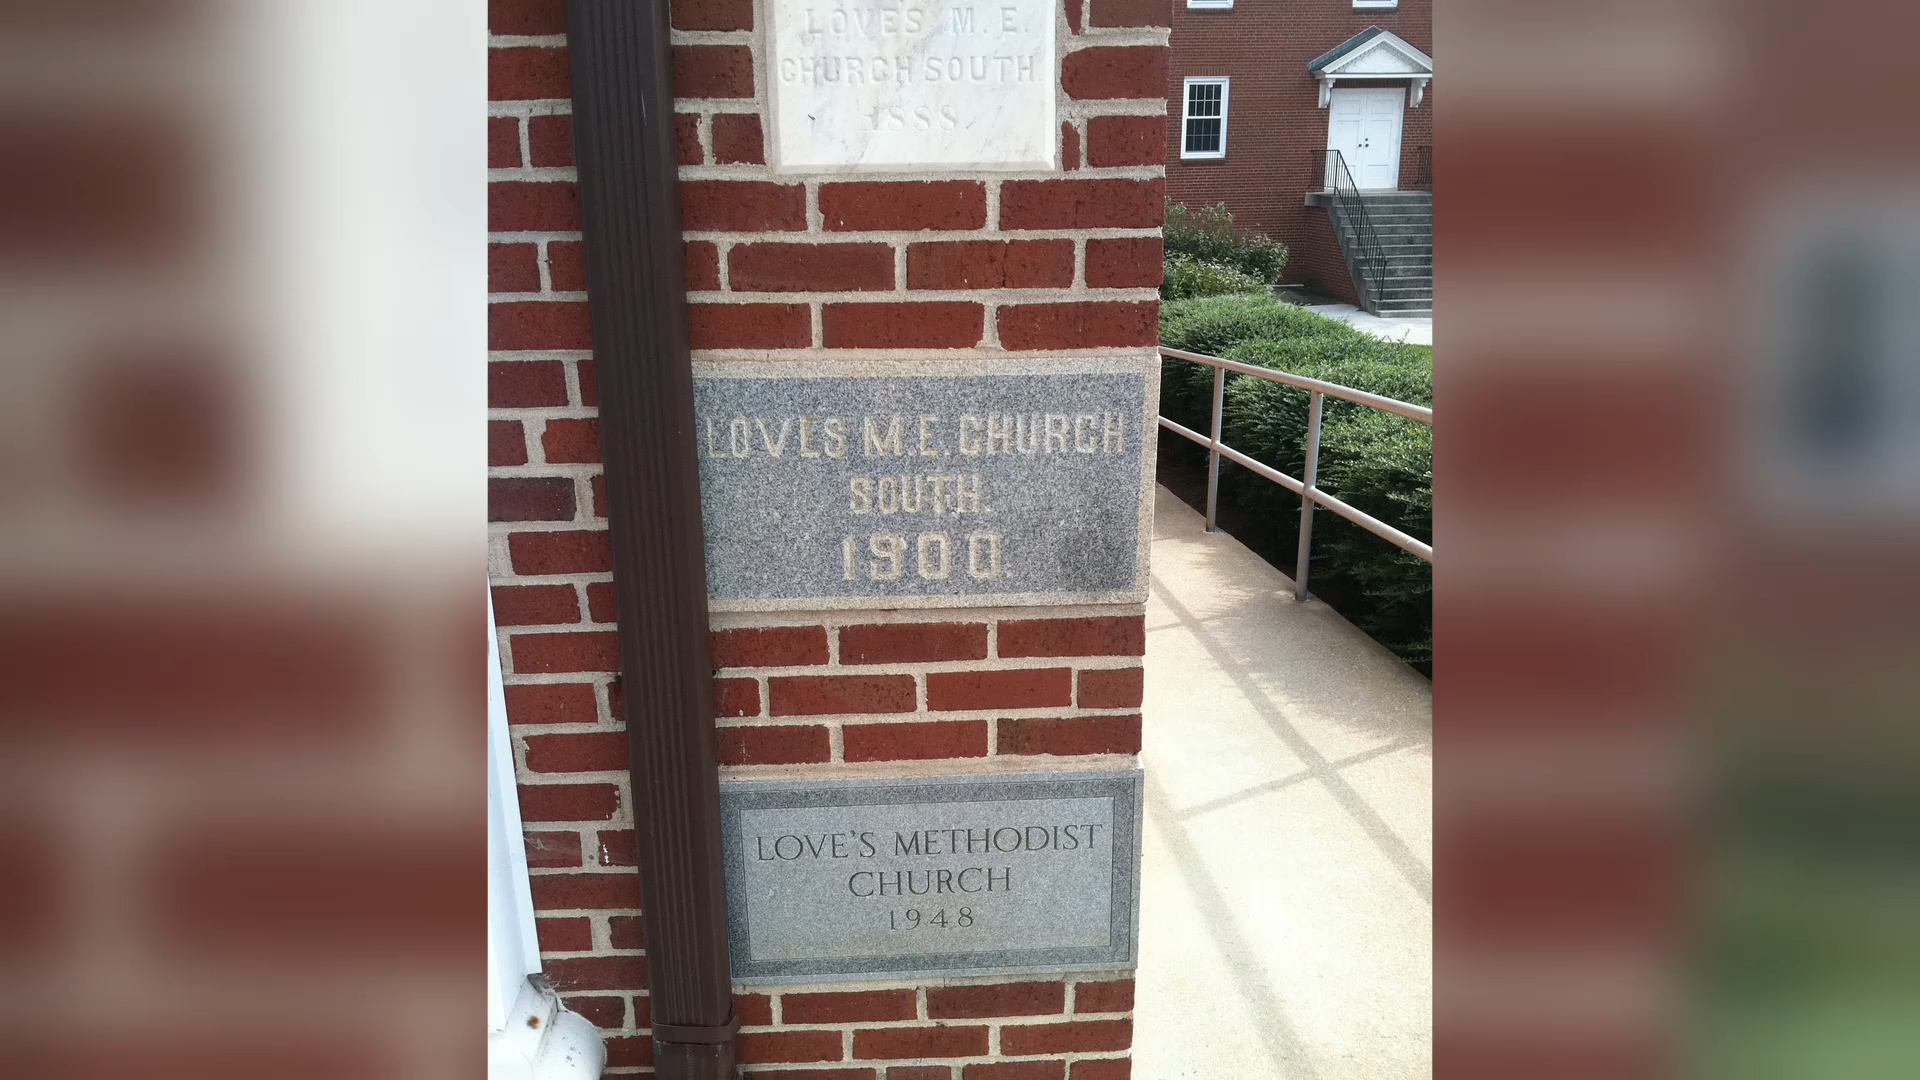 LOVES M. E.
CHURCH SOUTH.
1888
LOVES M.E. CHURCH
SOUTH.
1900.
LOVE'S METHODIST
CHURCH
1948